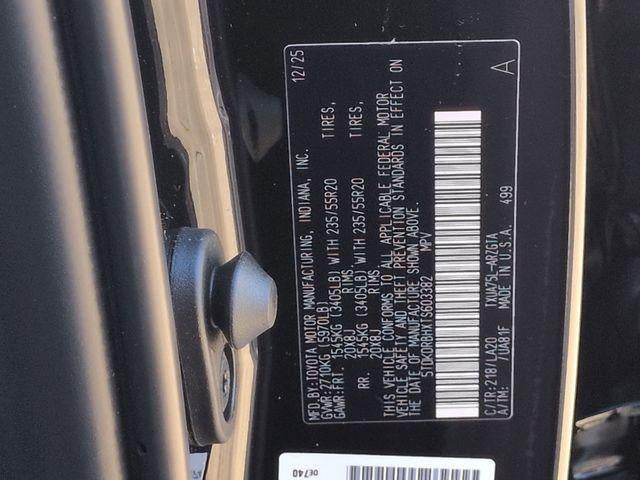 12/25
MFD.BY:TOYOTA MOTOR MANUFACTURING, INDIANA, INC.
GVWR:2710KG (5970LB)
GAWR:FRT. 1545KG (3405LB) WITH 235/55R20 TIRES,
20X8J RIMS
RR. 1545KG (3405LB) WITH 235/55R20 TIRES,
20X8J RIMS
THIS VEHICLE CONFORMS TO ALL APPLICABLE FEDERAL MOTOR
VEHICLE SAFETY AND THEFT PREVENTION STANDARDS IN EFFECT ON
THE DATE OF MANUFACTURE SHOWN ABOVE.
5TDKDRBHXTS603382 MPV
C/TR:218/LA20 TXUA75L-ARZGTA
A/TM: /UA81F MADE IN U.S.A. 499
A
0E740